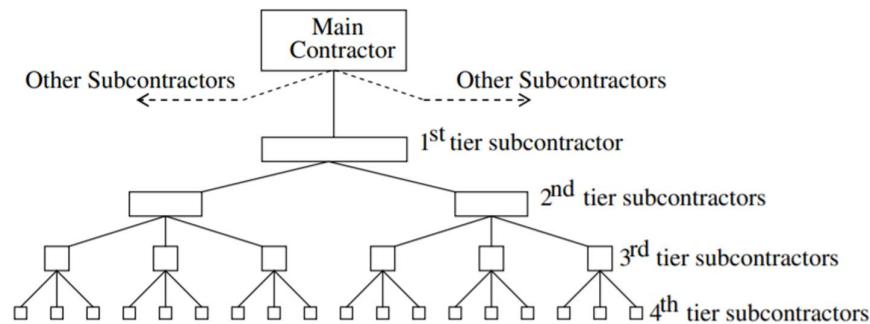 Main
Contractor
Other Subcontractors
Other Subcontractors
1st tier subcontractor
2nd tier subcontractors
3rd tier subcontractors
4th tier subcontractors